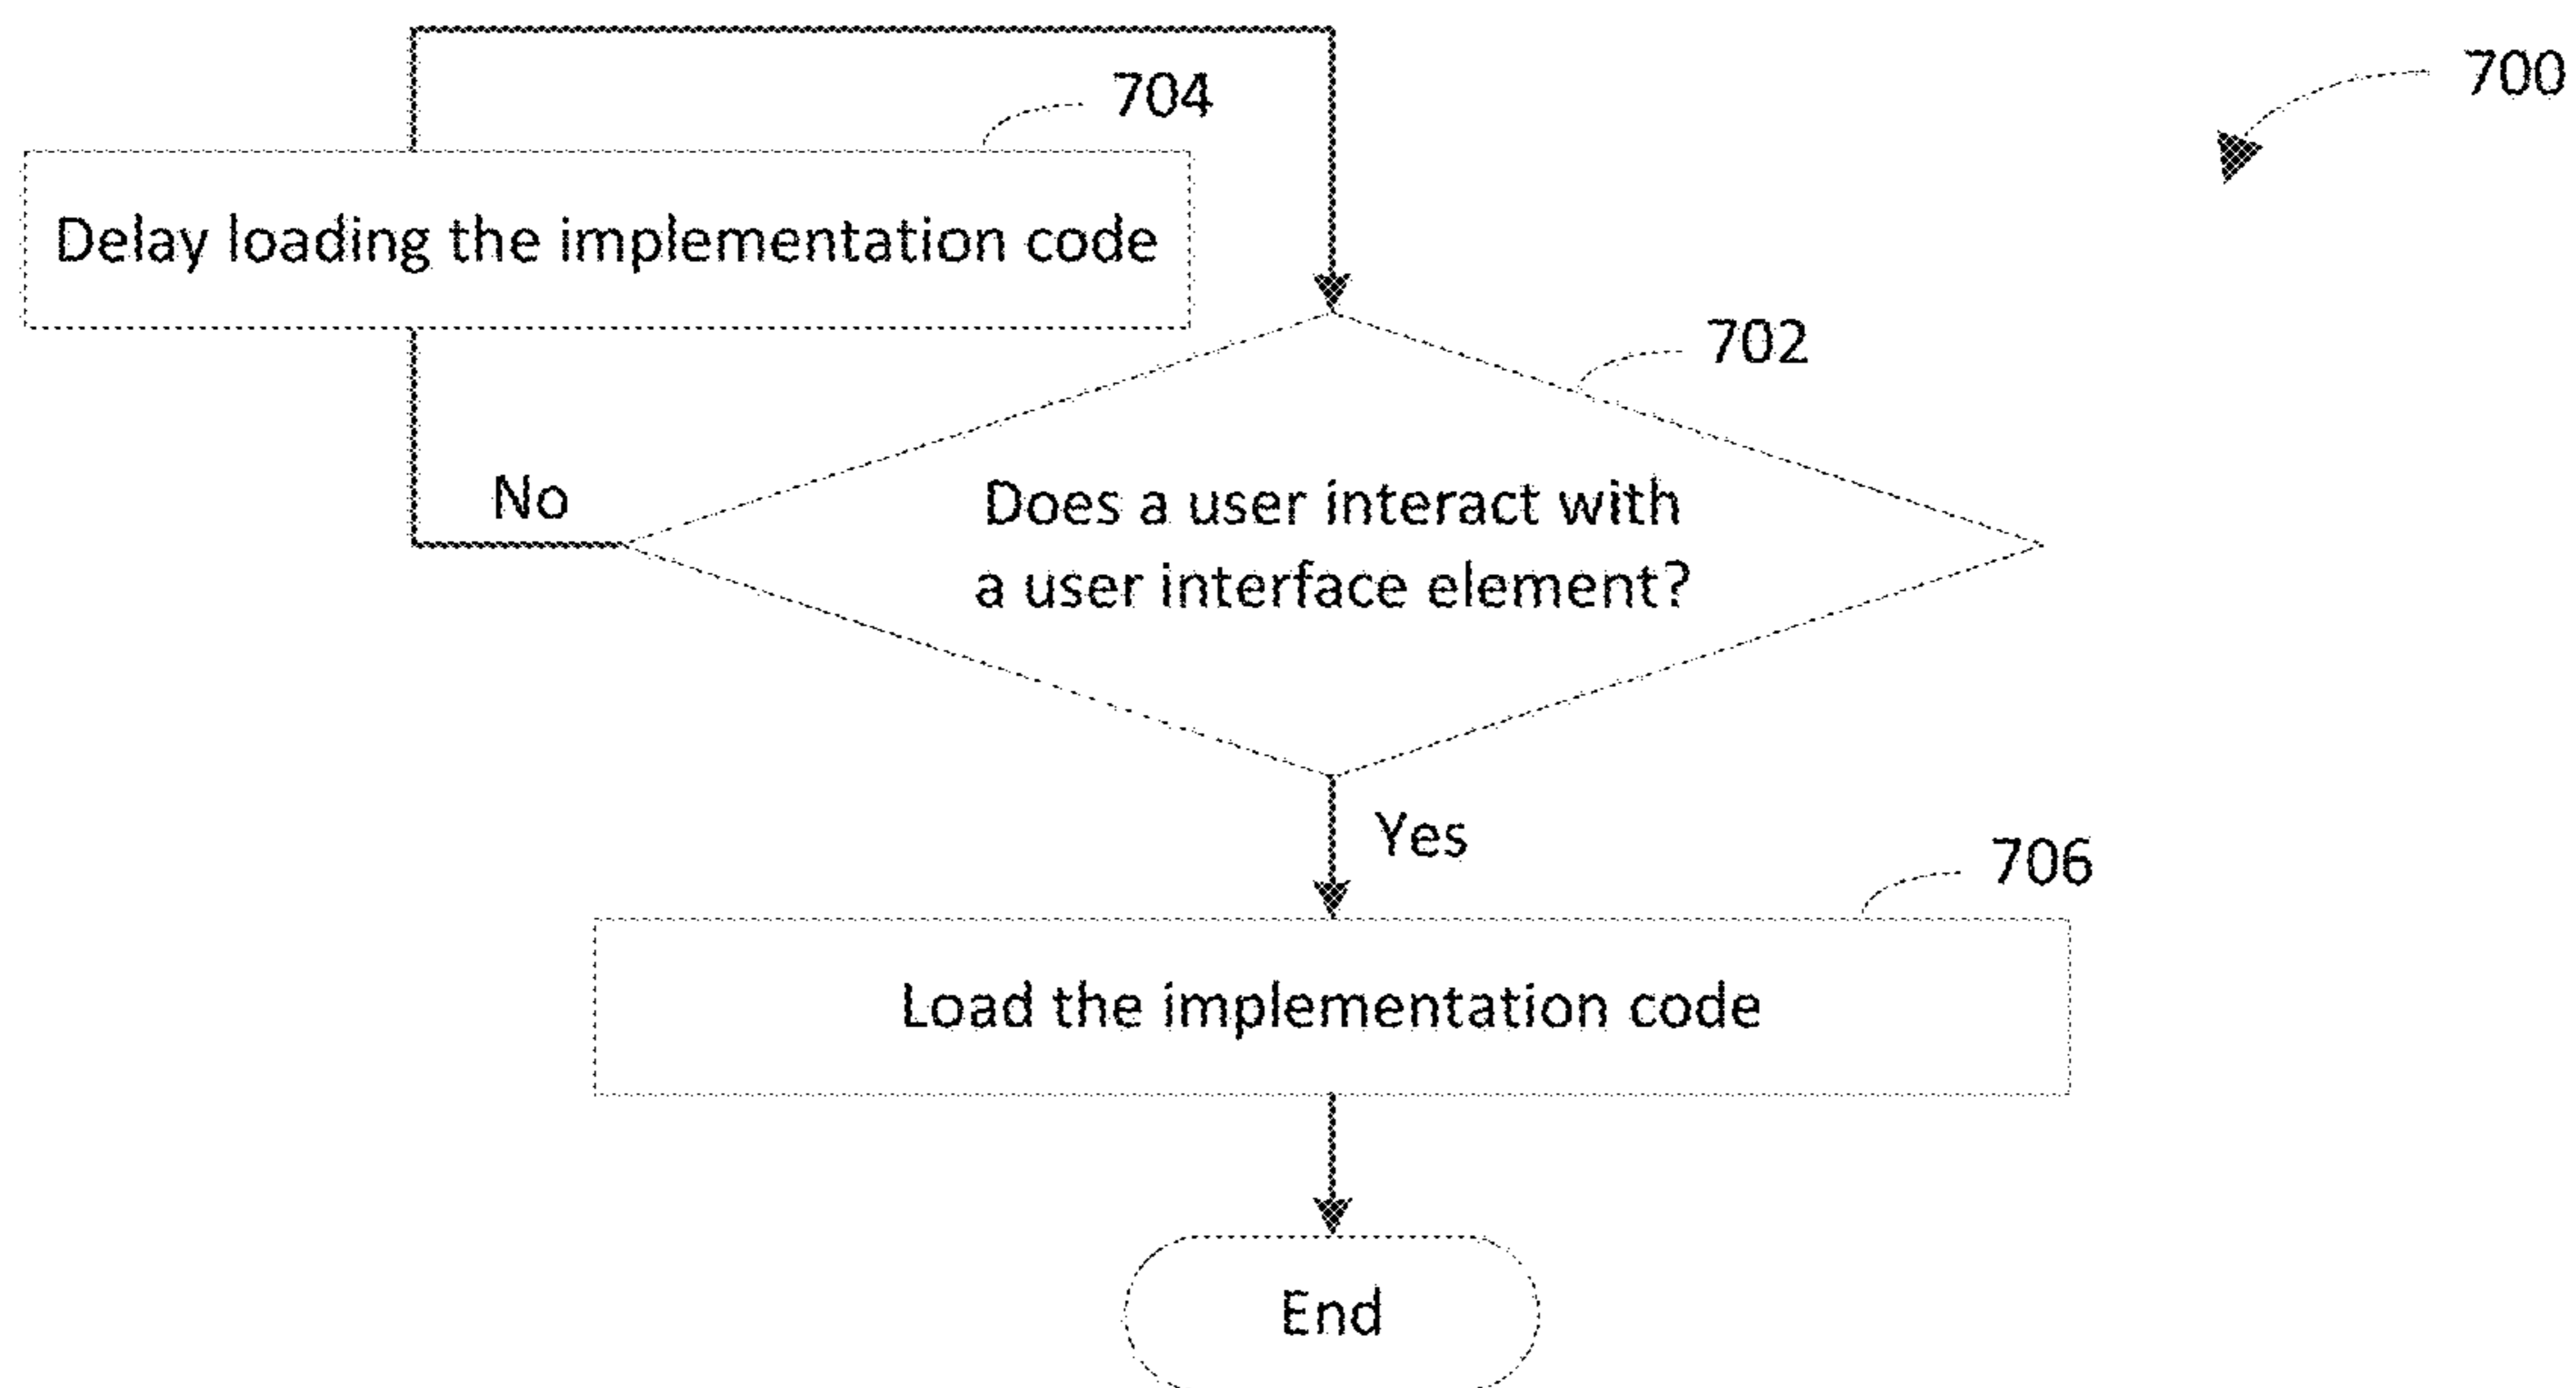 700
704
Delay loading the implementation code
702
No
Does a user interact with
a user interface element?
Yes
706
Load the implementation code
End